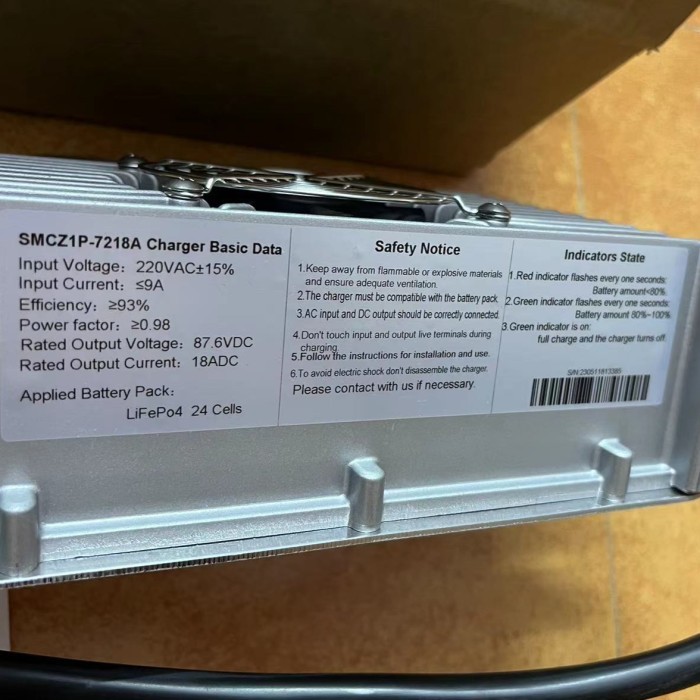 SMCZ1P-7218A Charger Basic Data
Input Voltage: 220VAC±15%
Input Current: ≤9A
Efficiency: ≥93%
Power factor: ≥0.98
Rated Output Voltage: 87.6VDC
Rated Output Current: 18ADC
Applied Battery Pack:
LiFePo4 24 Cells
Safety Notice
1.Keep away from flammable or explosive materials
and ensure adequate ventilation.
2.The charger must be compatible with the battery pack.
3.AC input and DC output should be correctly connected.
4.Don't touch input and output live terminals during
charging.
5.Follow the instructions for installation and use.
6.To avoid electric shock don't disassemble the charger.
Please contact with us if necessary.
Indicators State
1.Red indicator flashes every one seconds:
Battery amount<80%.
2.Green indicator flashes every one seconds:
Battery amount 80%~100%
3.Green indicator is on:
full charge and the charger turns off.
S/N:230511813385